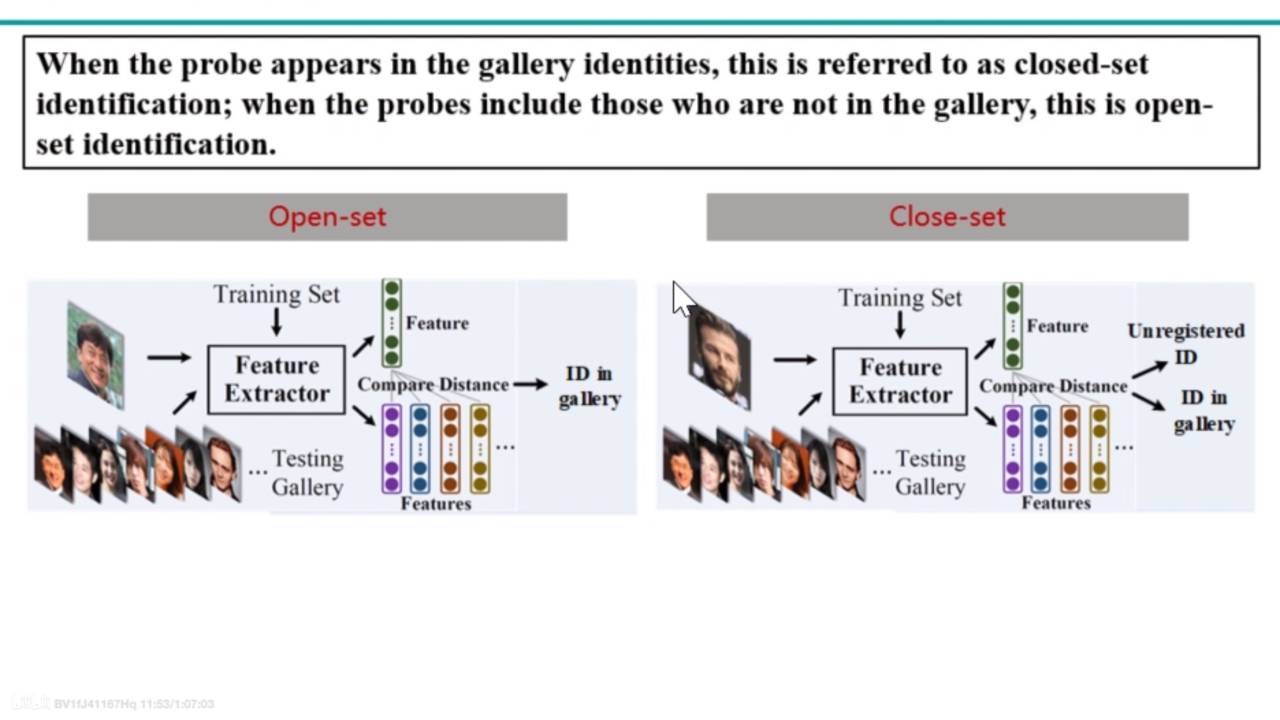 When the probe appears in the gallery identities, this is referred to as closed-set
identification; when the probes include those who are not in the gallery, this is open-
set identification.
Open-set
Training Set
Feature
Feature
Extractor
Compare Distance
ID in
gallery
... Testing
Gallery
...
Features
Close-set
Training Set
Feature
Unregistered
ID
Feature
Extractor
Compare Distance
ID in
gallery
... Testing
Gallery
...
Features
BV1fJ41167Hq 11:53/1:07:03